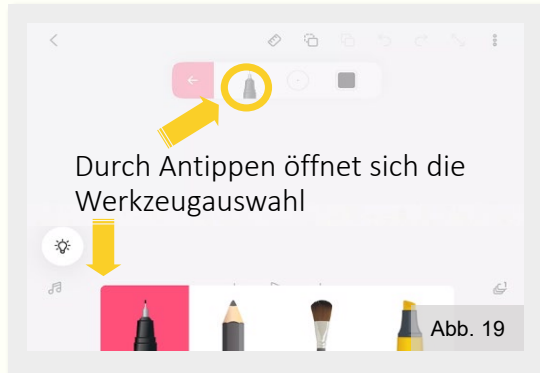 Durch Antippen öffnet sich die
Werkzeugauswahl
Abb. 19